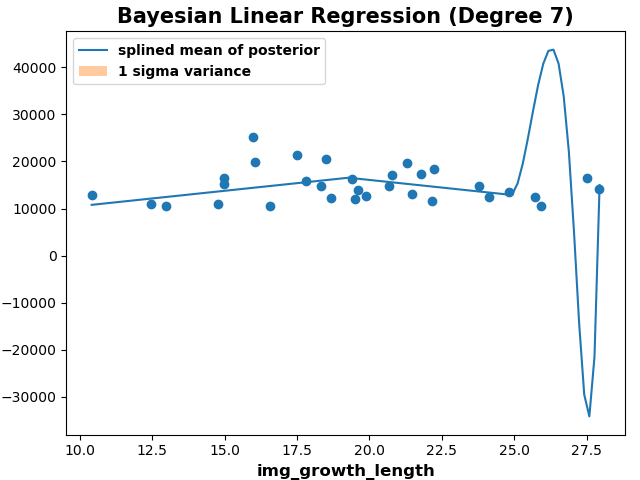 Bayesian Linear Regression (Degree 7)
splined mean of posterior
1 sigma variance
40000
30000
20000
10000
0
−10000
−20000
−30000
10.0 12.5 15.0 17.5 20.0 22.5 25.0 27.5
img_growth_length